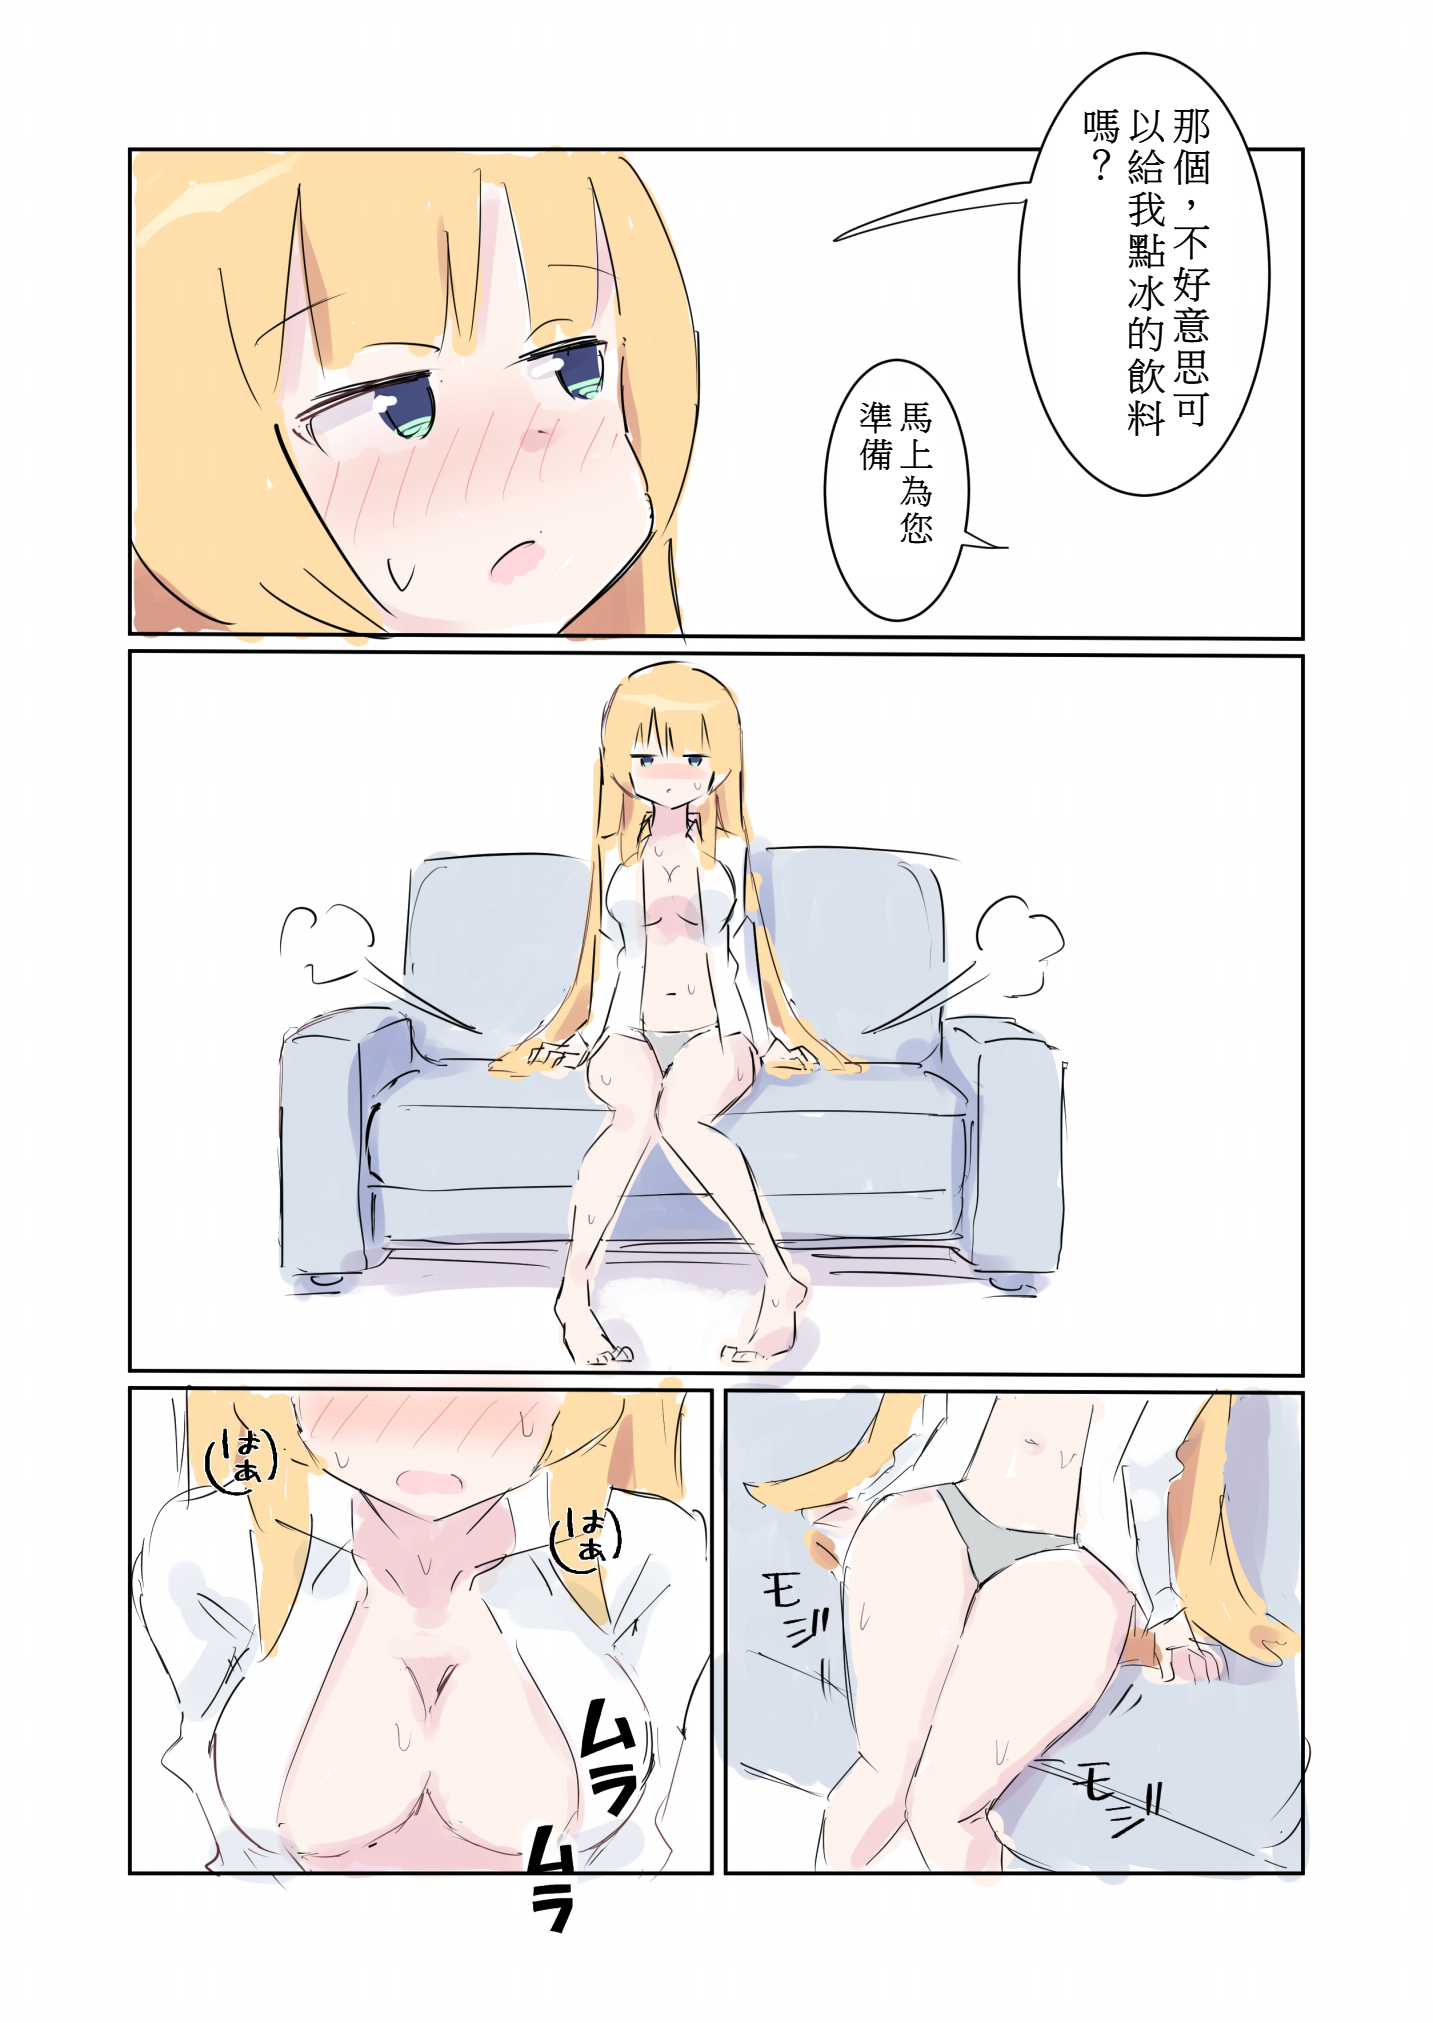 那個，不好意思可
以給我點冰的飲料
嗎？
馬上為您
準備
モジ
モジ
はぁ
はぁ
ムラ
ムラ